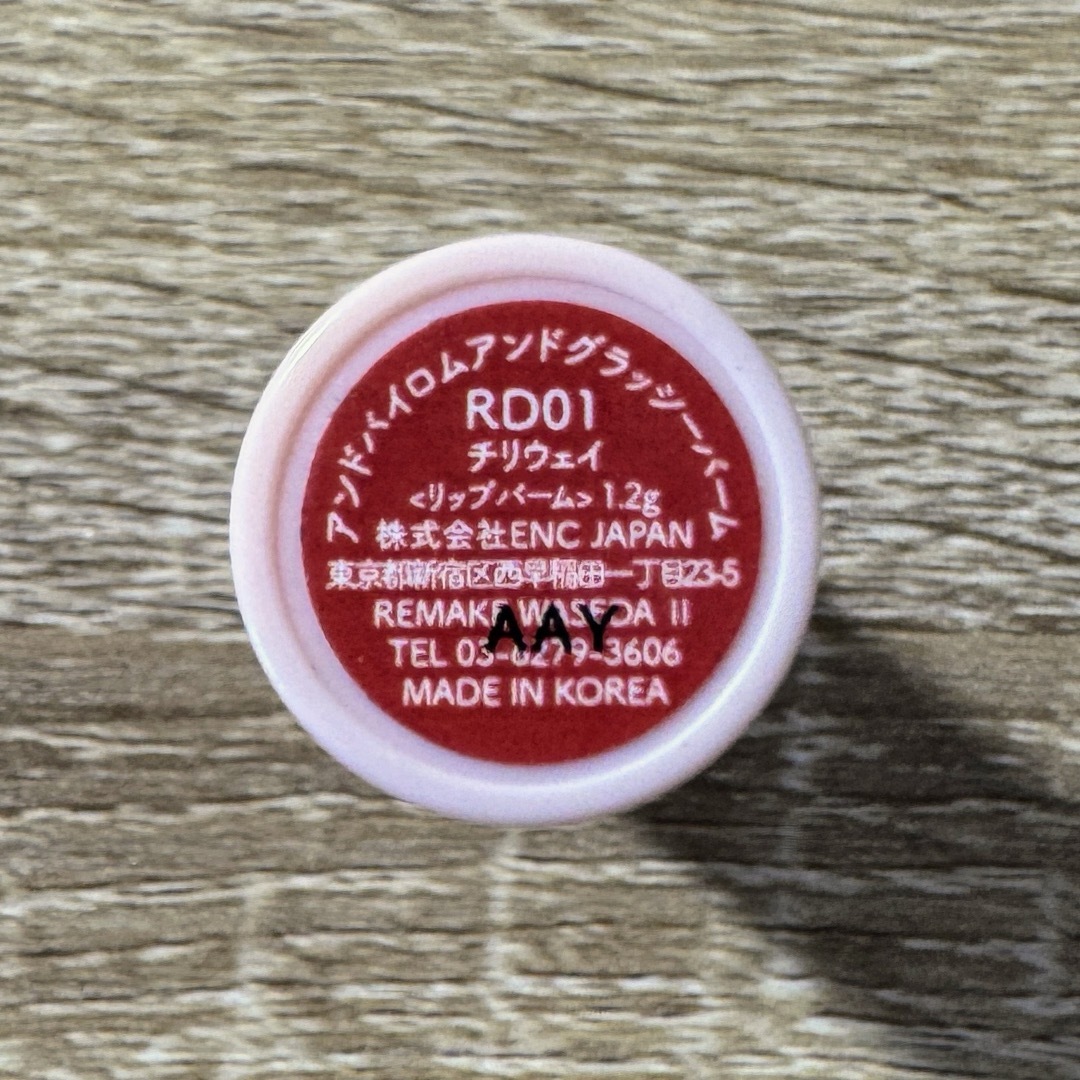 アンドバイロムアンドグラッシーバーム
RD01
チリウェイ
<リップバーム> 1.2g
株式会社ENC JAPAN
東京都新宿区西早稲田一丁目23-5
REMAKE WASEDA II
AAY
TEL 03-6279-3606
MADE IN KOREA